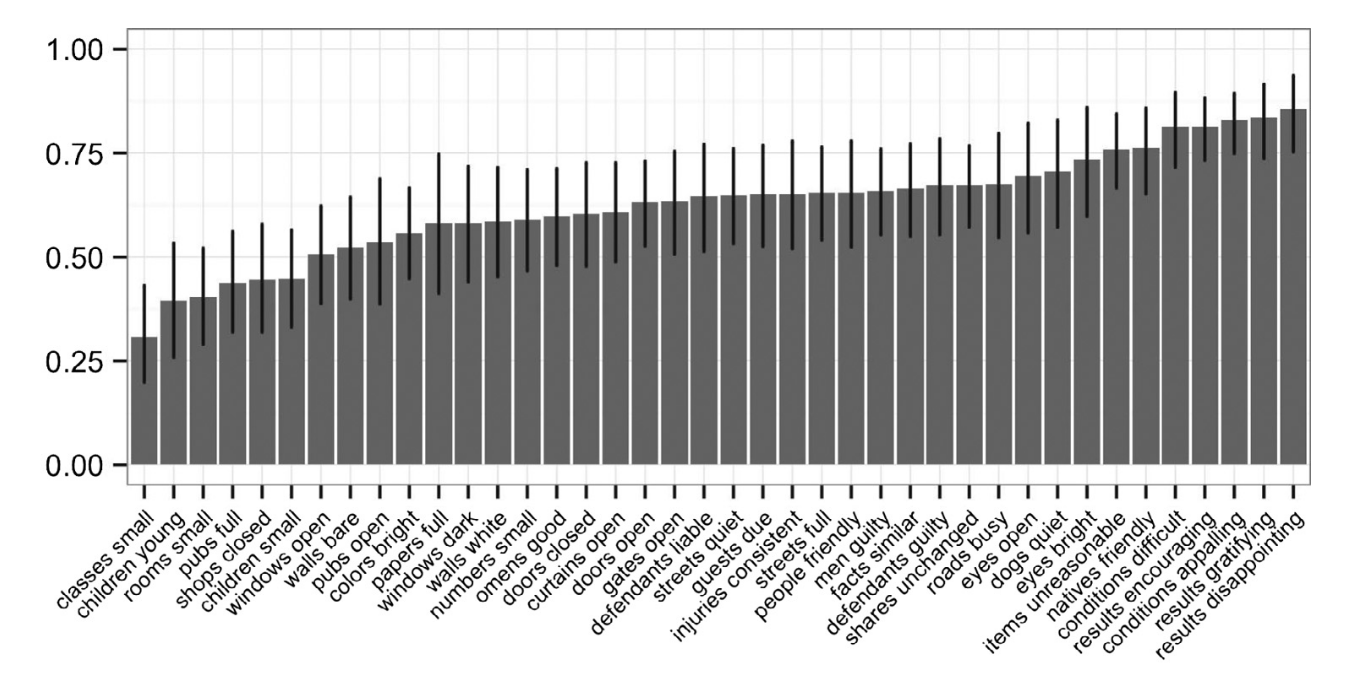 1.00
0.75
0.50
0.25
0.00
classes small
children young
rooms small
pubs full
shops closed
children small
windows open
walls bare
pubs open
colors bright
papers full
windows dark
walls white
numbers small
omens good
doors closed
curtains open
doors open
gates open
defendants liable
streets quiet
guests due
injuries consistent
streets full
people friendly
men guilty
facts similar
defendants guilty
shares unchanged
roads busy
eyes open
dogs quiet
eyes bright
items unreasonable
natives friendly
conditions difficult
results encouraging
conditions appalling
results gratifying
results disappointing